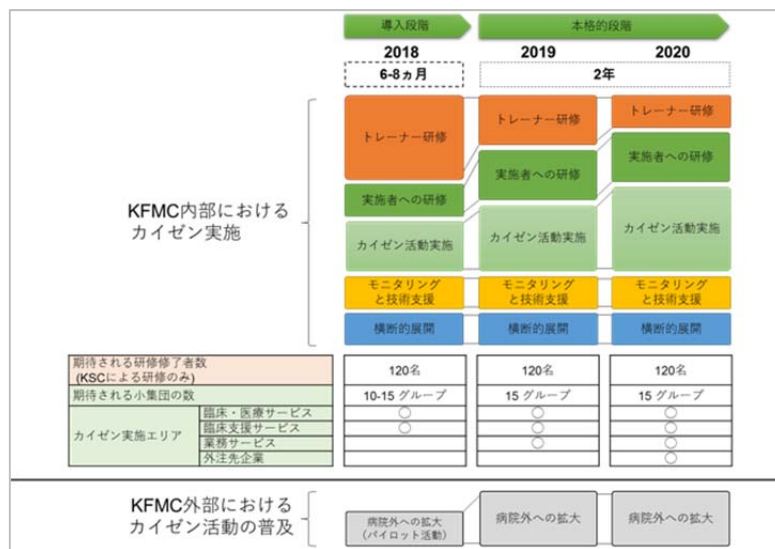 導入段階 本格的段階
2018 2019 2020
6-8ヵ月 2年
KFMC内部における
カイゼン実施
トレーナー研修 トレーナー研修 トレーナー研修
実施者への研修 実施者への研修 実施者への研修
カイゼン活動実施 カイゼン活動実施 カイゼン活動実施
モニタリング モニタリング モニタリング
と技術支援 と技術支援 と技術支援
横断的展開 横断的展開 横断的展開
期待される研修修了者数
(KSCによる研修のみ) 120名 120名 120名
期待される小集団の数 10-15 グループ 15 グループ 15 グループ
カイゼン実施エリア
臨床・医療サービス ○ ○ ○
臨床支援サービス ○ ○ ○
業務サービス ○ ○
外注先企業 ○
KFMC外部における
カイゼン活動の普及
病院外への拡大 病院外への拡大 病院外への拡大
(パイロット活動)